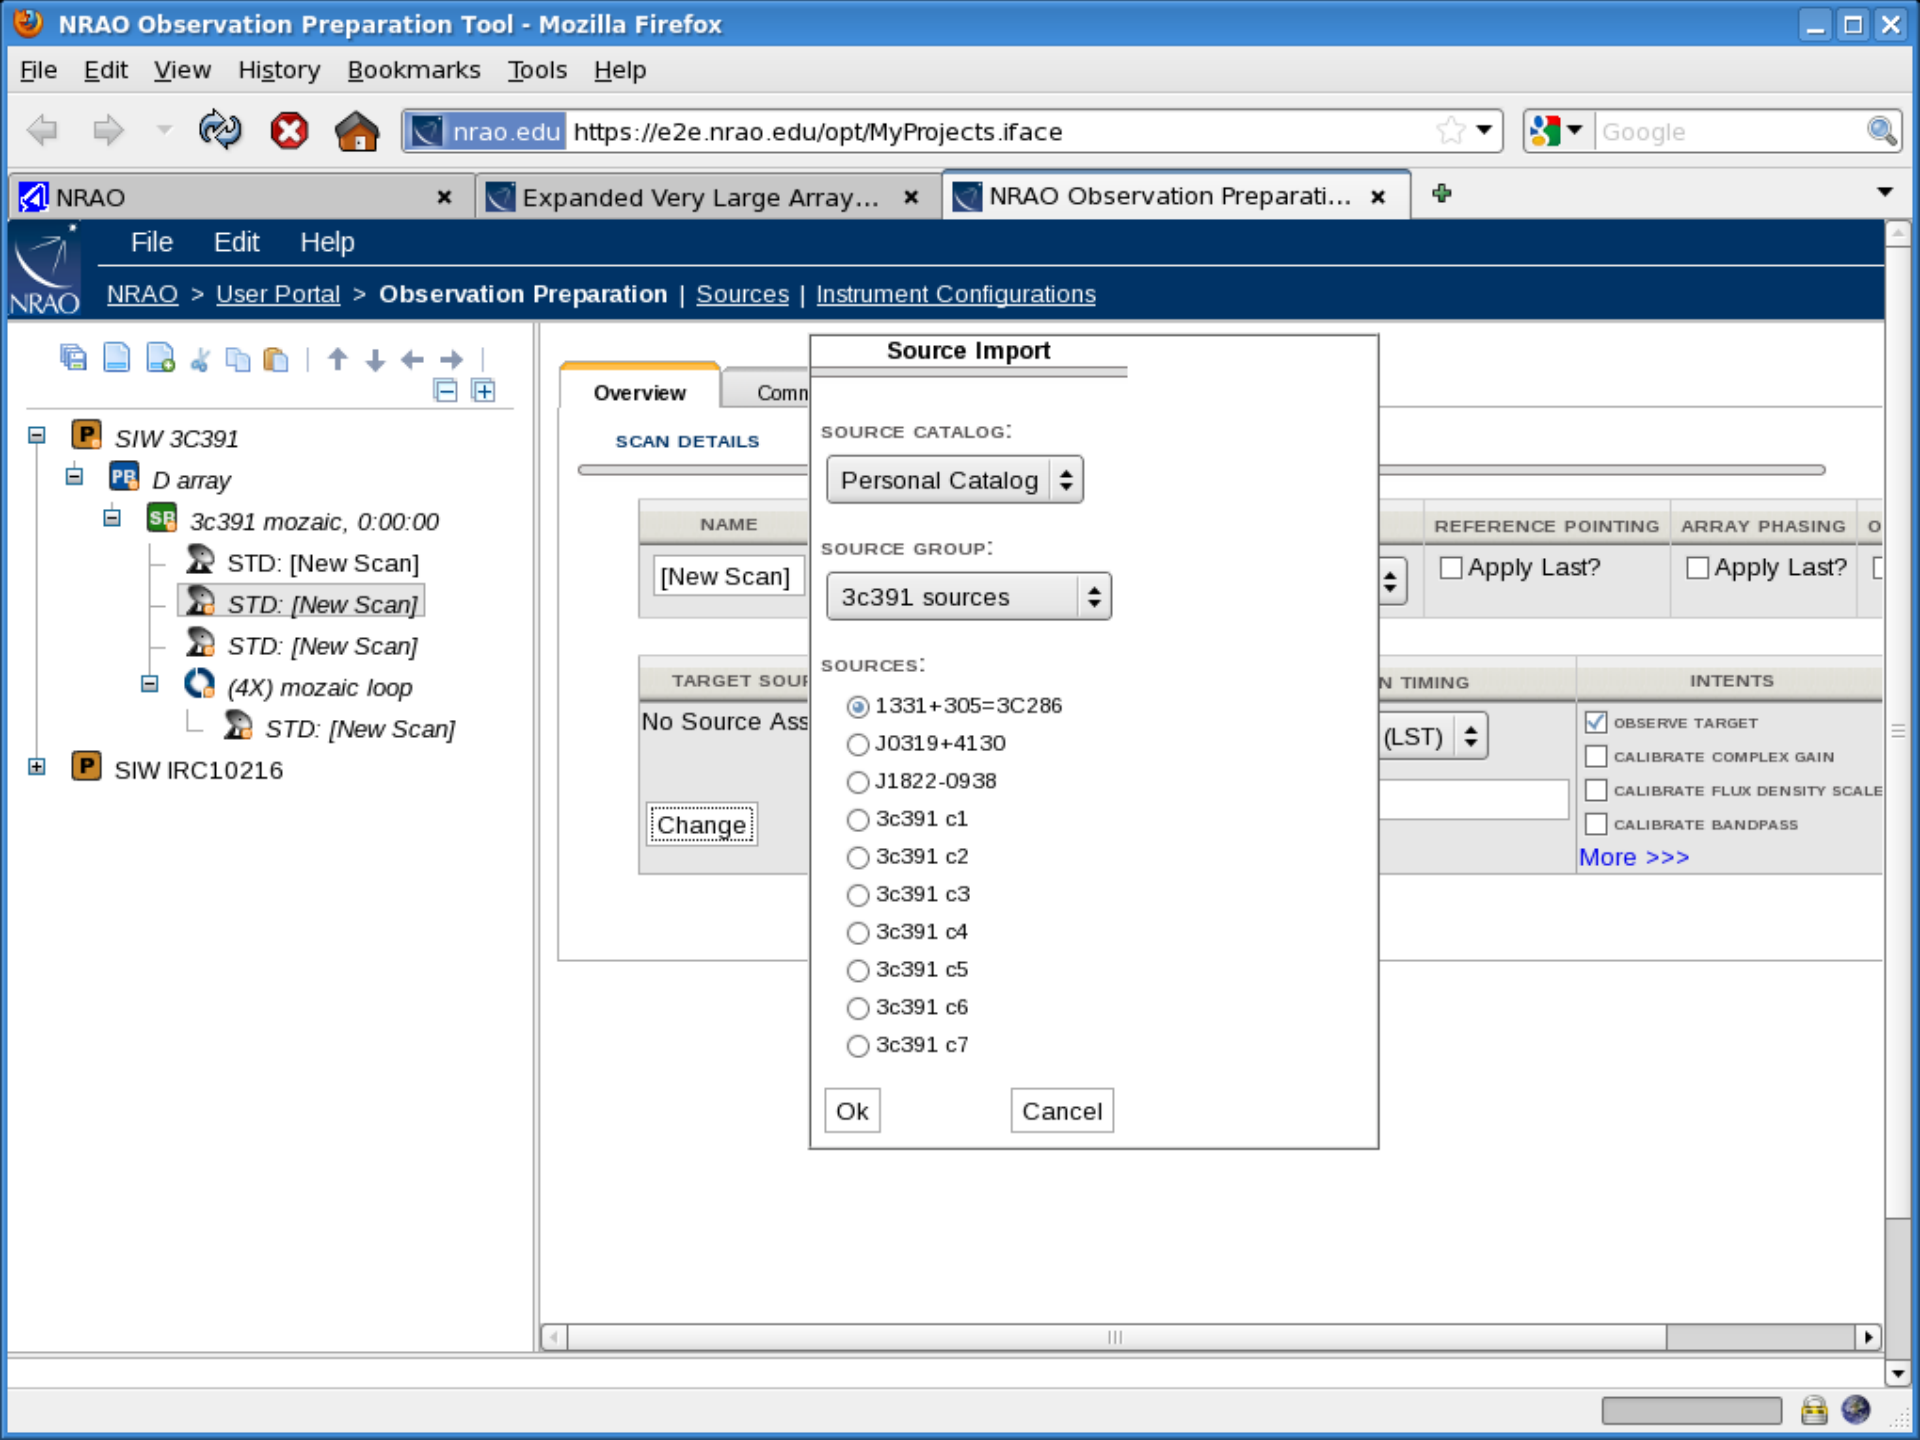 NRAO Observation Preparation Tool - Mozilla Firefox
File Edit View History Bookmarks Tools Help
nrao.edu https://e2e.nrao.edu/opt/MyProjects.iface Google
NRAO Expanded Very Large Array... NRAO Observation Preparati...
File Edit Help
NRAO NRAO > User Portal > Observation Preparation | Sources | Instrument Configurations
P SIW 3C391
PB D array
SB 3c391 mozaic, 0:00:00
STD: [New Scan]
STD: [New Scan]
STD: [New Scan]
(4X) mozaic loop
STD: [New Scan]
P SIW IRC10216
Overview
SCAN DETAILS
NAME
[New Scan]
TARGET
No Source
Change
Source Import
SOURCE CATALOG:
Personal Catalog
SOURCE GROUP:
3c391 sources
SOURCES:
1331+305=3C286
J0319+4130
J1822-0938
3c391 c1
3c391 c2
3c391 c3
3c391 c4
3c391 c5
3c391 c6
3c391 c7
Ok Cancel
REFERENCE POINTING ARRAY PHASING
Apply Last? Apply Last?
TIMING INTENTS
(LST)
OBSERVE TARGET
CALIBRATE COMPLEX GAIN
CALIBRATE FLUX DENSITY SCALE
CALIBRATE BANDPASS
More >>>